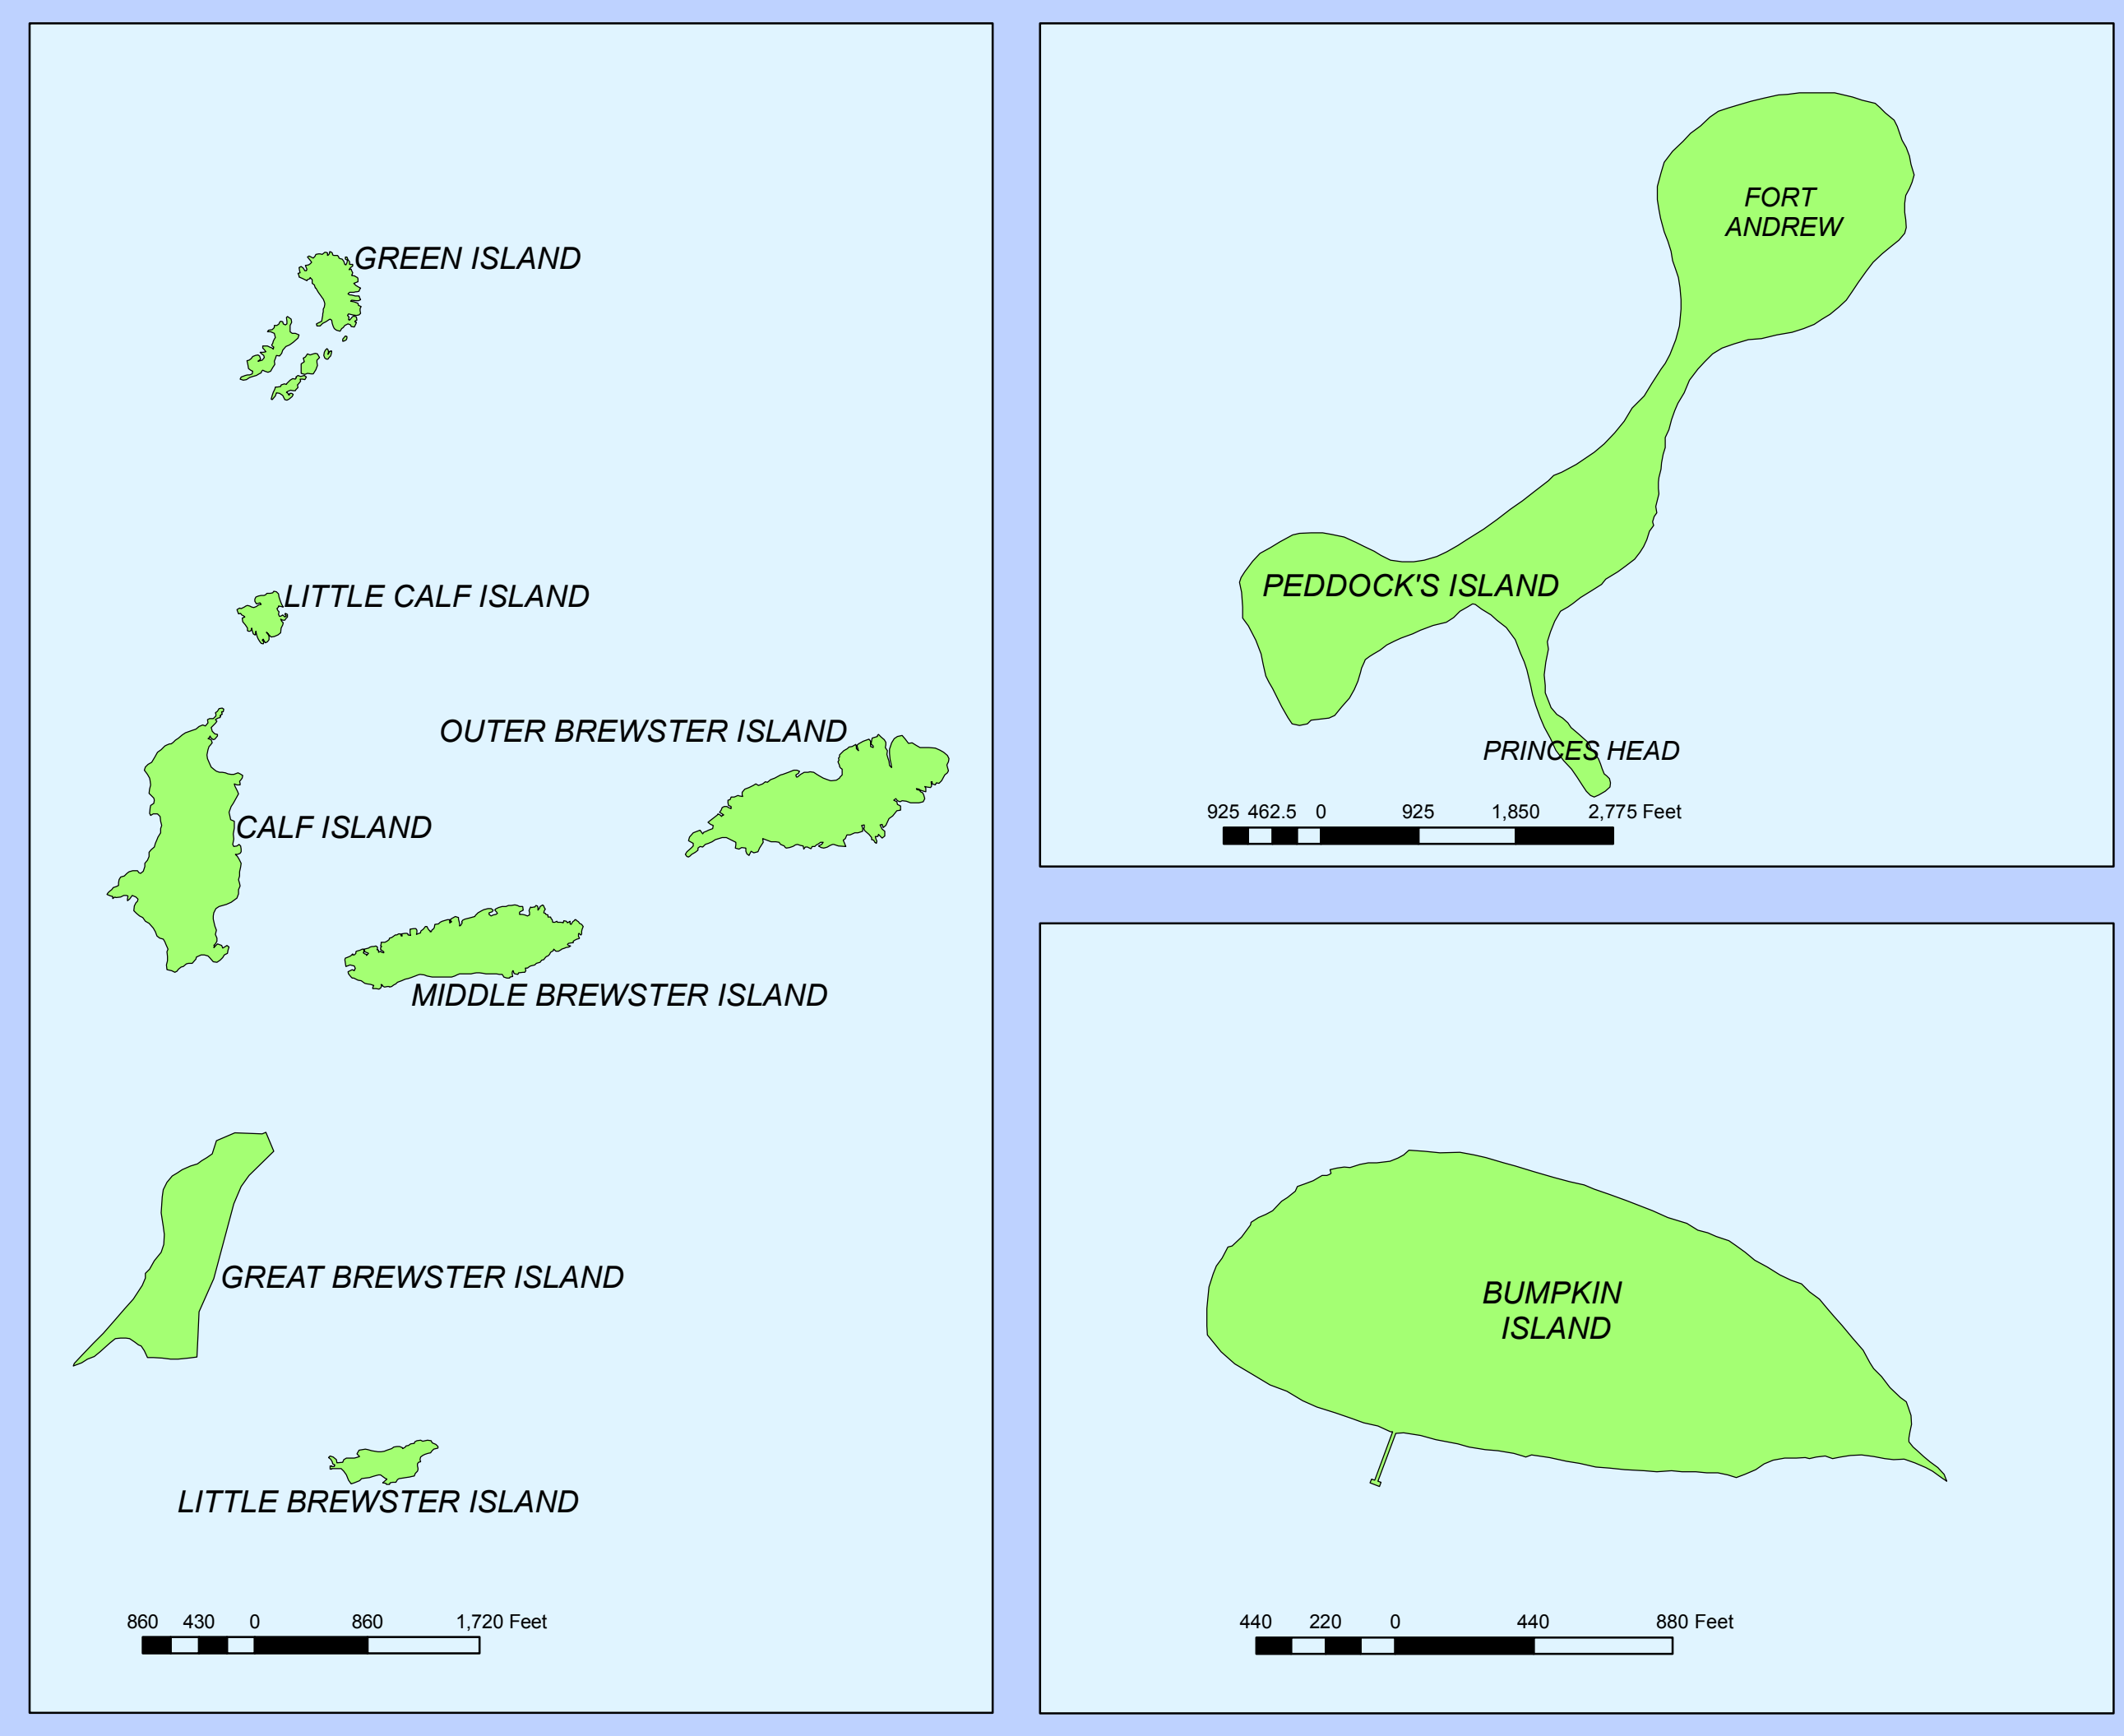 GREEN ISLAND
LITTLE CALF ISLAND
OUTER BREWSTER ISLAND
CALF ISLAND
MIDDLE BREWSTER ISLAND
GREAT BREWSTER ISLAND
LITTLE BREWSTER ISLAND
860 430 0 860 1,720 Feet
FORT
ANDREW
PEDDOCK'S ISLAND
PRINCES HEAD
925 462.5 0 925 1,850 2,775 Feet
BUMPKIN
ISLAND
440 220 0 440 880 Feet